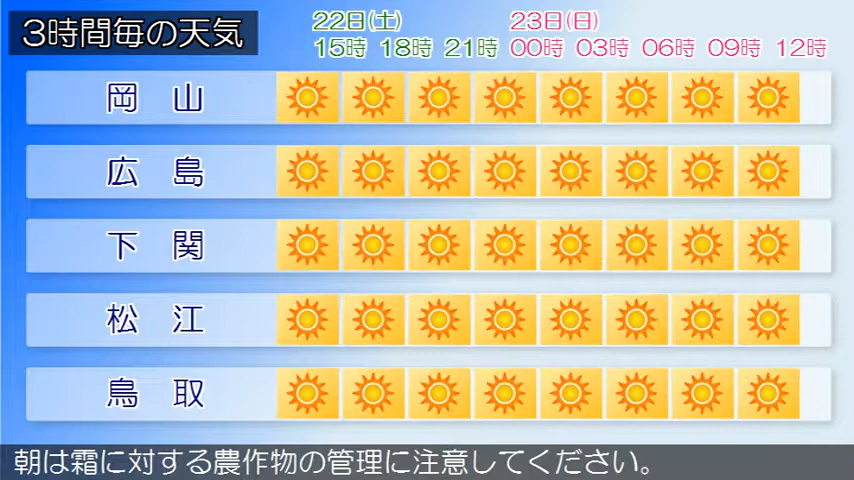 3時間毎の天気
22日(土) 23日(日)
15時 18時 21時 00時 03時 06時 09時 12時
岡 山
広 島
下 関
松 江
鳥 取
朝は霜に対する農作物の管理に注意してください。